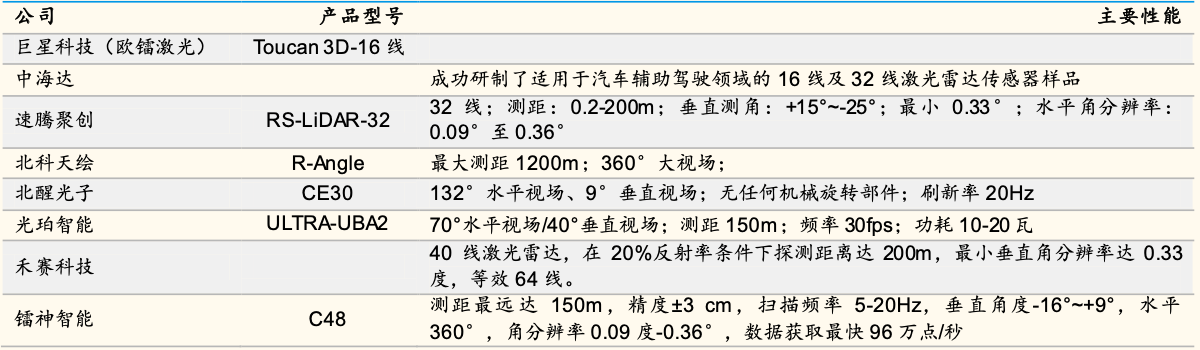 公司 产品型号 主要性能
巨星科技（欧镭激光） Toucan 3D-16 线
中海达 成功研制了适用于汽车辅助驾驶领域的 16 线及 32 线激光雷达传感器样品
速腾聚创 RS-LiDAR-32 32 线；测距：0.2-200m；垂直测角：+15°~-25°；最小 0.33°；水平角分辨率：
0.09°至 0.36°
北科天绘 R-Angle 最大测距 1200m；360°大视场；
北醒光子 CE30 132°水平视场、9°垂直视场；无任何机械旋转部件；刷新率 20Hz
光珀智能 ULTRA-UBA2 70°水平视场/40°垂直视场；测距 150m；频率 30fps；功耗 10-20 瓦
禾赛科技 40 线激光雷达，在 20%反射率条件下探测距离达 200m，最小垂直角分辨率达 0.33
度，等效 64 线。
镭神智能 C48 测距最远达 150m，精度±3 cm，扫描频率 5-20Hz，垂直角度-16°~+9°，水平
360°，角分辨率 0.09 度-0.36°，数据获取最快 96 万点/秒